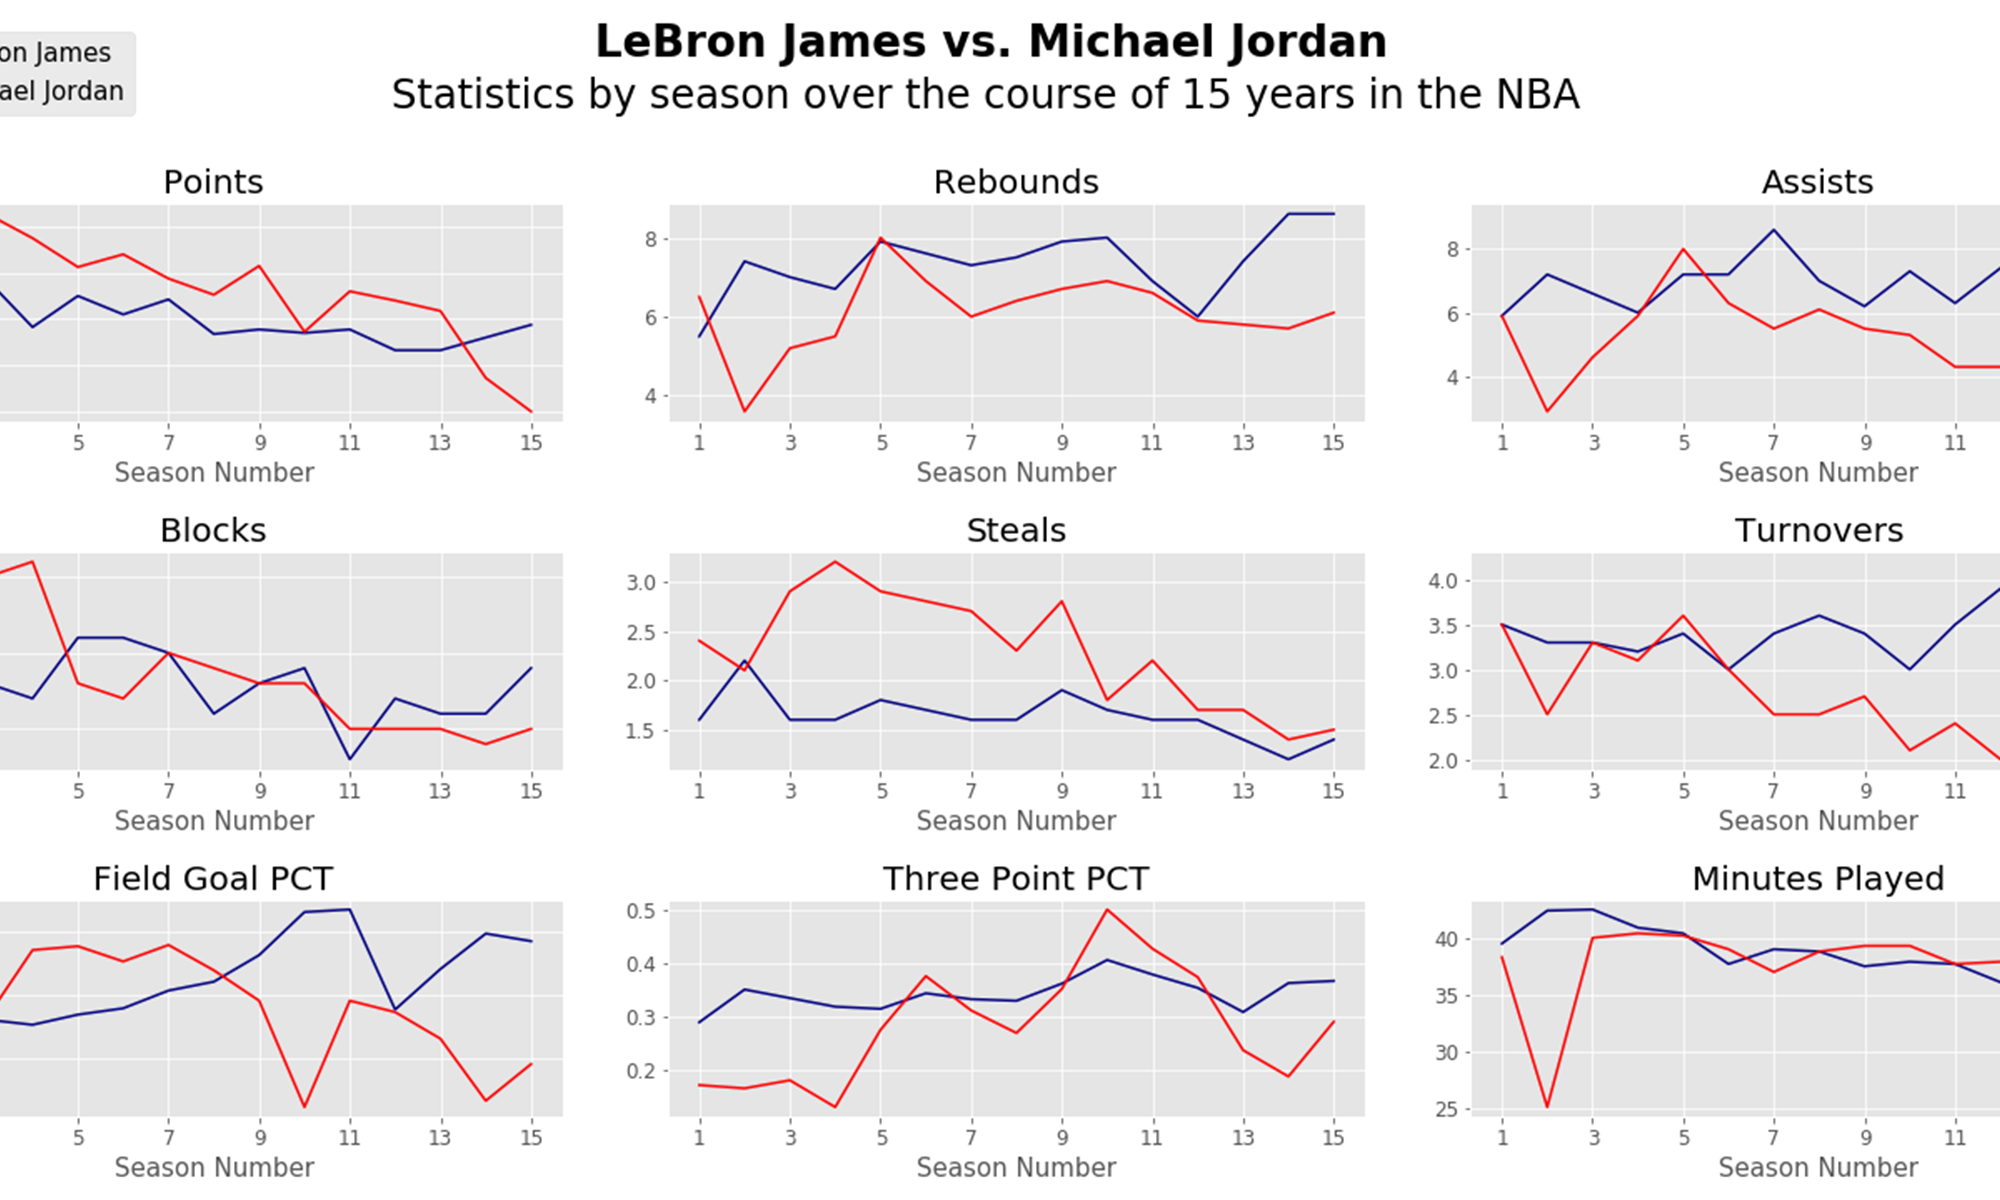 LeBron James vs. Michael Jordan
Statistics by season over the course of 15 years in the NBA
on James
ael Jordan
Points
5 7 9 11 13 15
Season Number
Rebounds
8
6
4
1 3 5 7 9 11 13 15
Season Number
Assists
8
6
4
1 3 5 7 9 11
Season Number
Blocks
5 7 9 11 13 15
Season Number
Steals
3.0
2.5
2.0
1.5
1 3 5 7 9 11 13 15
Season Number
Turnovers
4.0
3.5
3.0
2.5
2.0
1 3 5 7 9 11
Season Number
Field Goal PCT
5 7 9 11 13 15
Season Number
Three Point PCT
0.5
0.4
0.3
0.2
1 3 5 7 9 11 13 15
Season Number
Minutes Played
40
35
30
25
1 3 5 7 9 11
Season Number